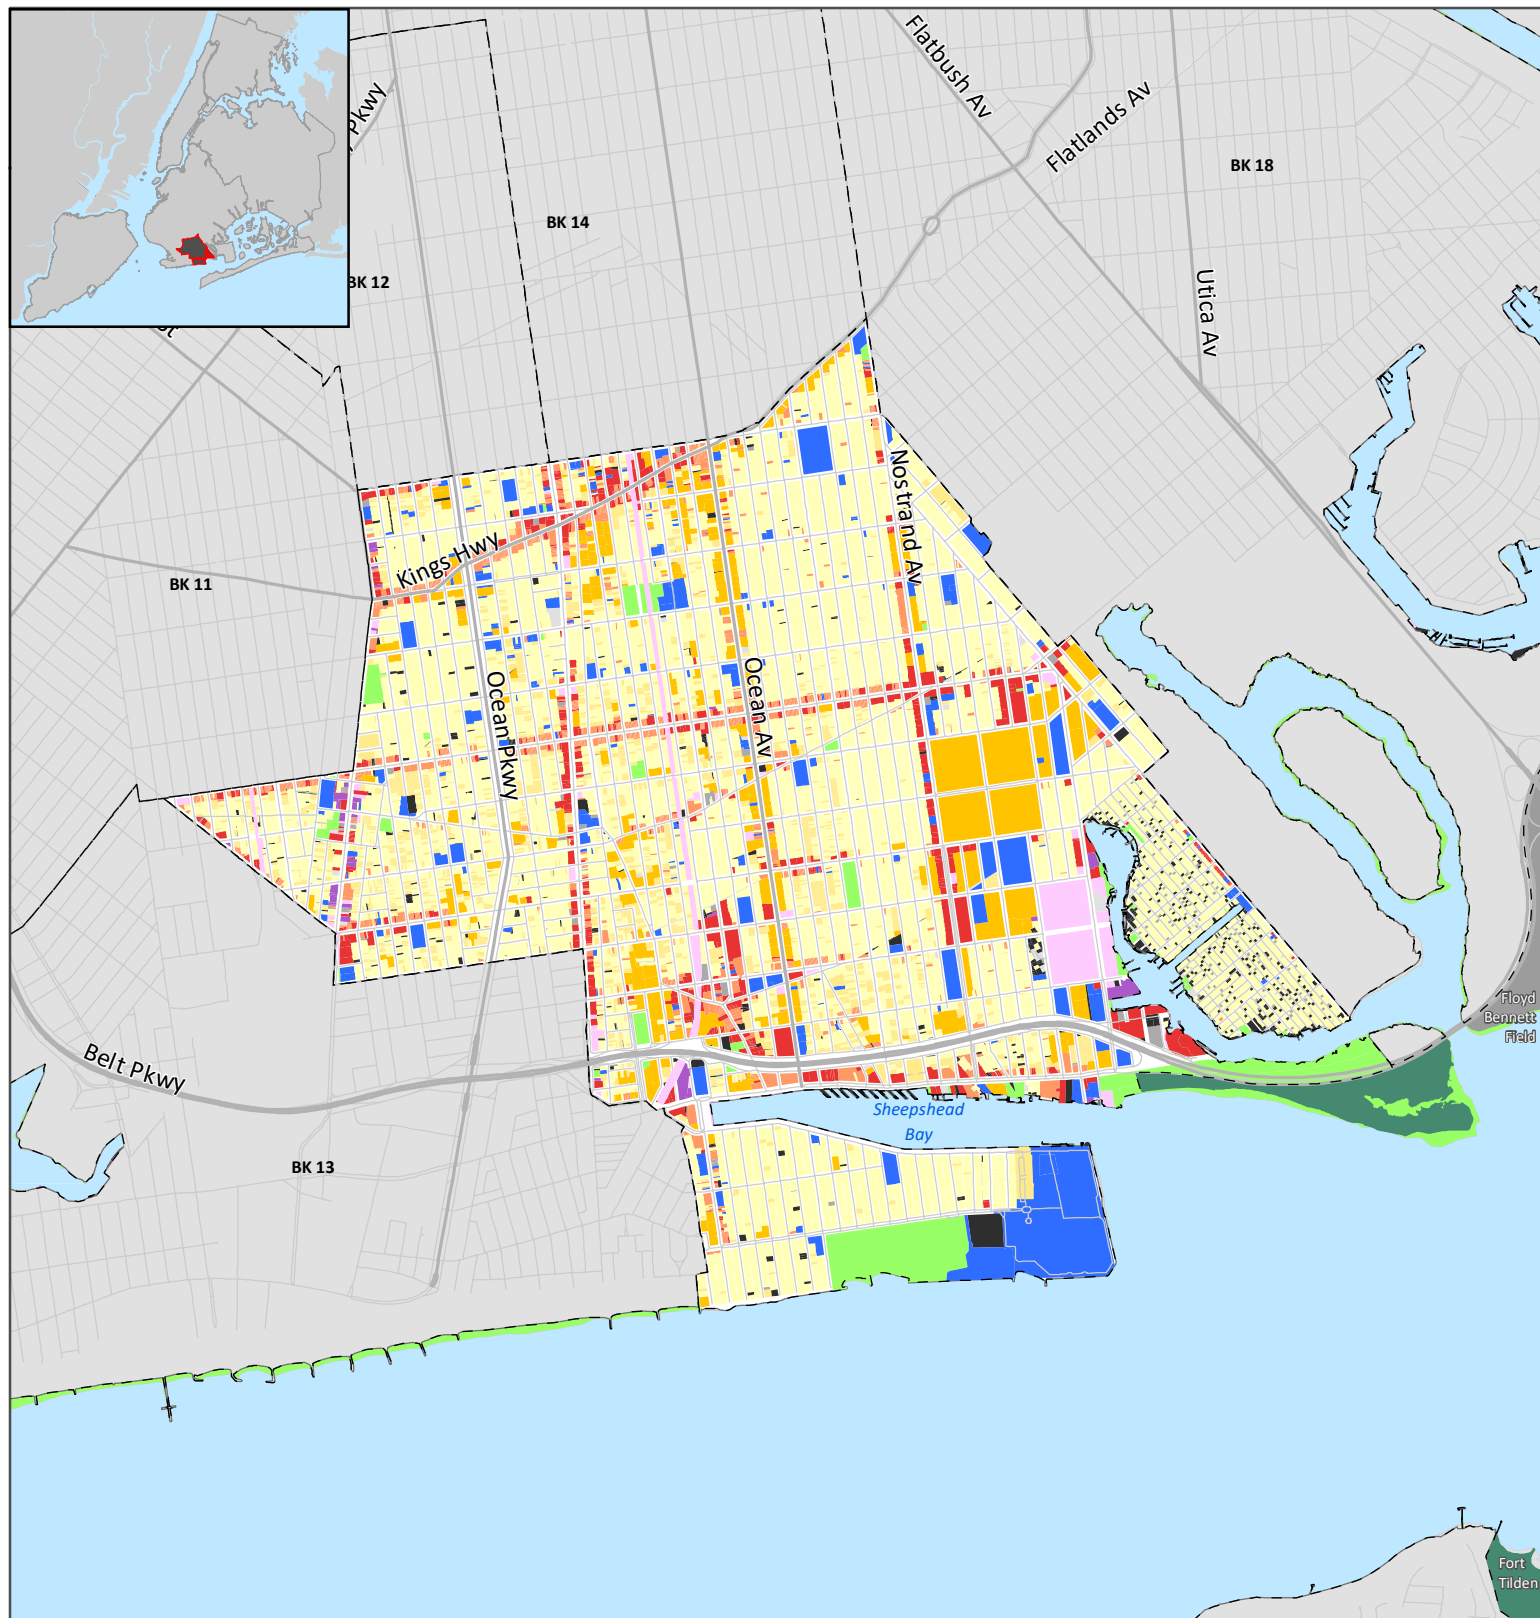 Flatbush Av
Flatlands Av
Pkwy
BK 18
BK 14
BK 12
Utica Av
Nostrand Av
Kings Hwy
BK 11
Ocean Pkwy
Ocean Av
Floyd
Bennett
Field
Belt Pkwy
Sheepshead
Bay
BK 13
Fort
Tilden